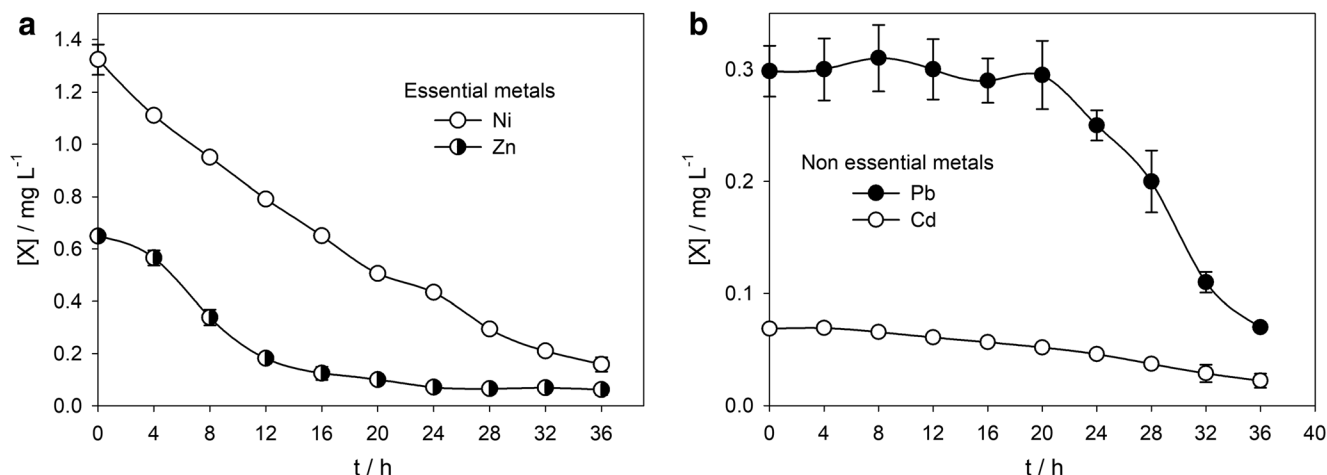 a
1.4
1.2
1.0
0.8
0.6
0.4
0.2
0.0
[X] / mg L⁻¹
Essential metals
Ni
Zn
0 4 8 12 16 20 24 28 32 36
t / h
b
0.3
0.2
0.1
0.0
[X] / mg L⁻¹
Non essential metals
Pb
Cd
0 4 8 12 16 20 24 28 32 36 40
t / h